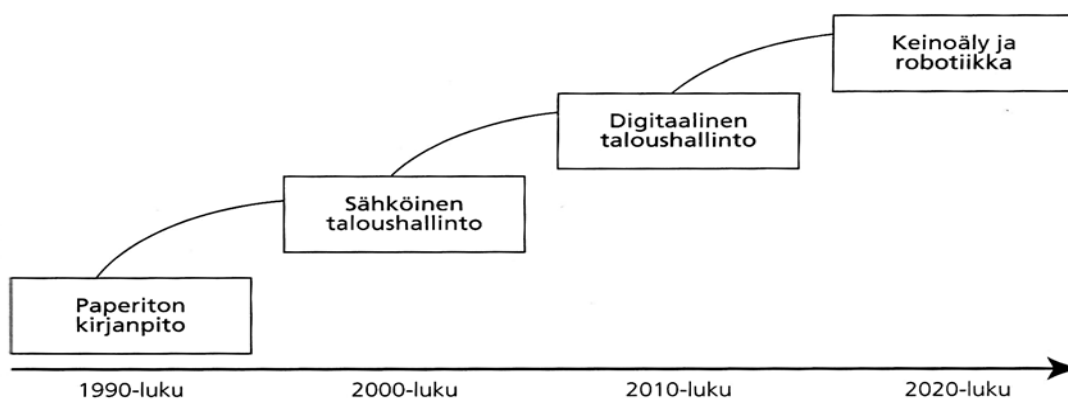 Keinoäly ja
robotiikka
Digitaalinen
taloushallinto
Sähköinen
taloushallinto
Paperiton
kirjanpito
1990-luku
2000-luku
2010-luku
2020-luku